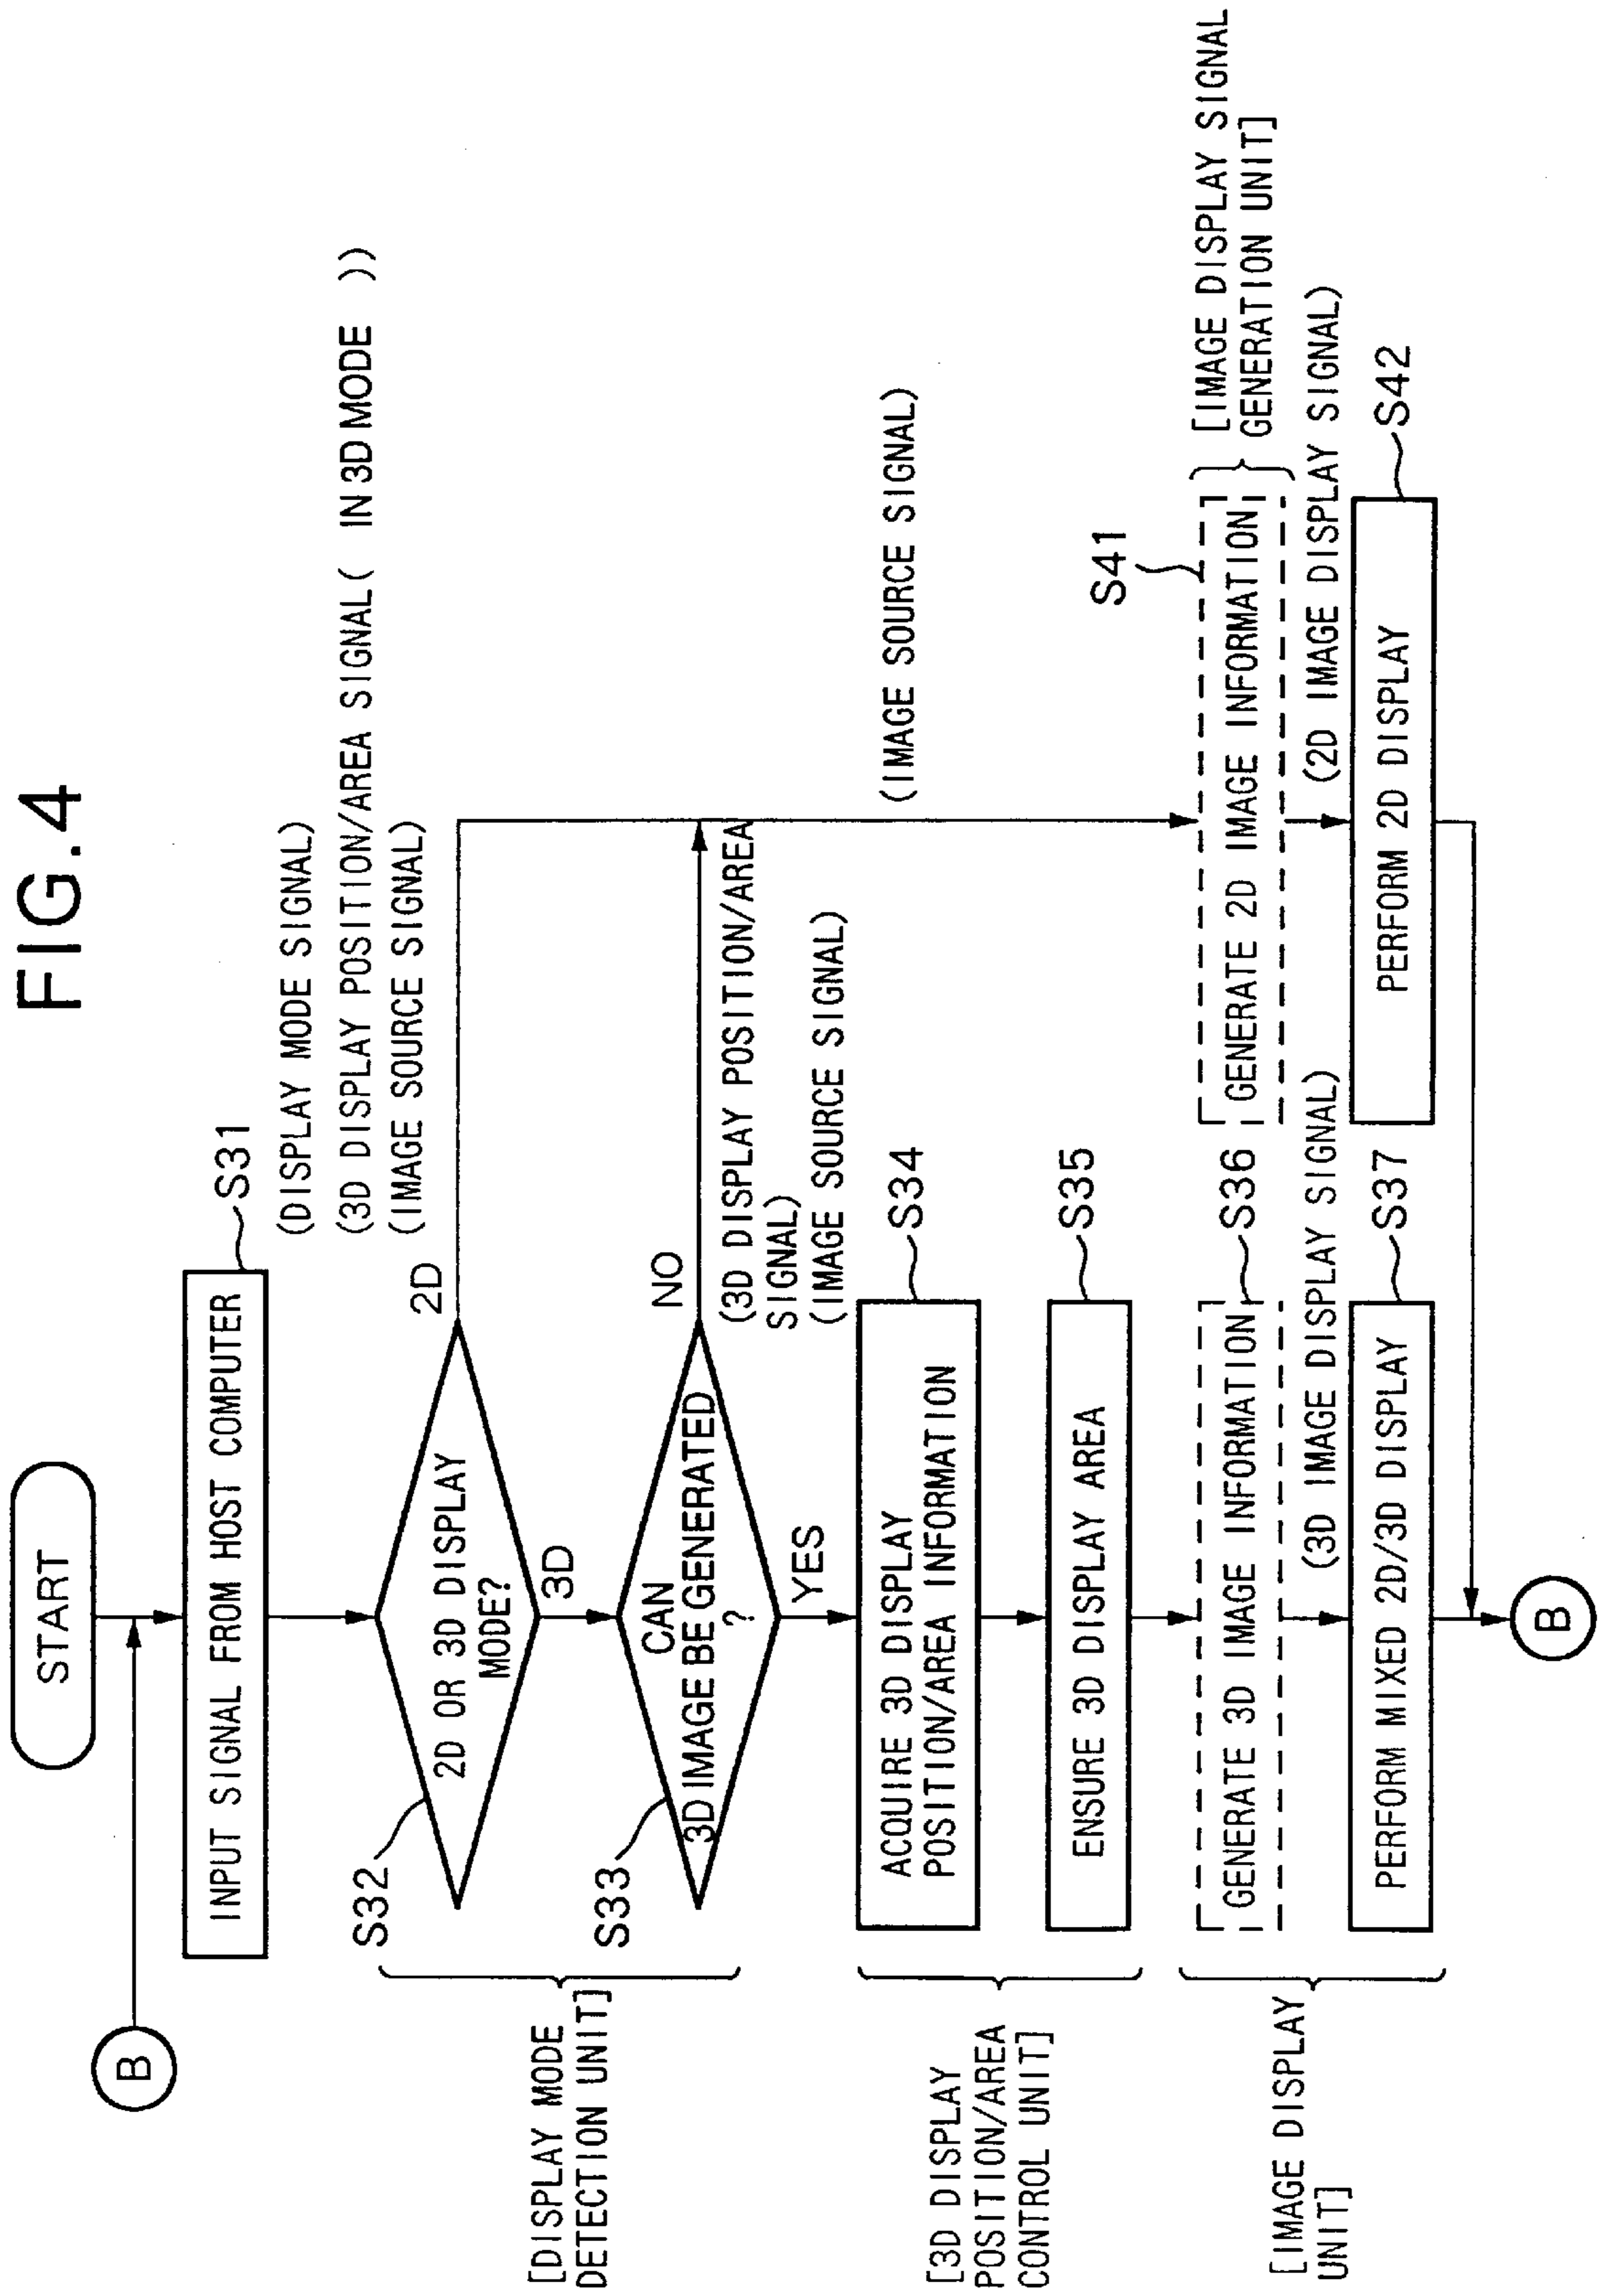 FIG.4
START
B
INPUT SIGNAL FROM HOST COMPUTER
S31
(DISPLAY MODE SIGNAL)
(3D DISPLAY POSITION/AREA SIGNAL( IN 3D MODE ))
(IMAGE SOURCE SIGNAL)
S32
2D OR 3D DISPLAY
MODE?
2D
3D
[DISPLAY MODE
DETECTION UNIT]
S33
CAN
3D IMAGE BE GENERATED
?
NO
YES
(3D DISPLAY POSITION/AREA
SIGNAL)
(IMAGE SOURCE SIGNAL)
(IMAGE SOURCE SIGNAL)
[3D DISPLAY
POSITION/AREA
CONTROL UNIT]
ACQUIRE 3D DISPLAY
POSITION/AREA INFORMATION
S34
ENSURE 3D DISPLAY AREA
S35
[IMAGE DISPLAY
UNIT]
GENERATE 3D IMAGE INFORMATION
S36
(3D IMAGE DISPLAY SIGNAL)
PERFORM MIXED 2D/3D DISPLAY
S37
S41
GENERATE 2D IMAGE INFORMATION
[IMAGE DISPLAY SIGNAL
GENERATION UNIT]
(2D IMAGE DISPLAY SIGNAL)
PERFORM 2D DISPLAY
S42
B